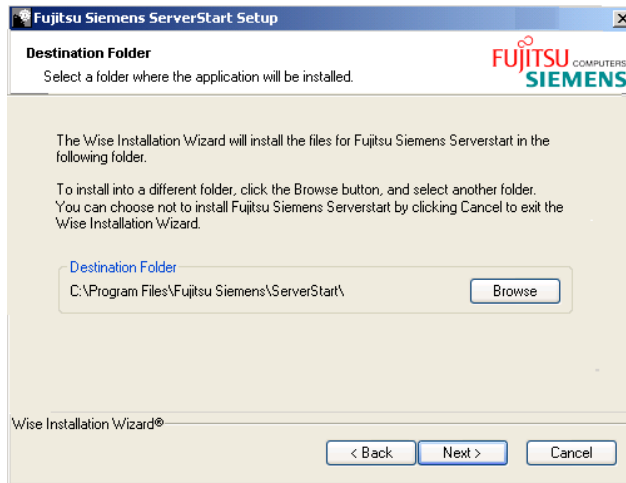 Fujitsu Siemens ServerStart Setup
Destination Folder
Select a folder where the application will be installed.
FUJITSU COMPUTERS
SIEMENS
The Wise Installation Wizard will install the files for Fujitsu Siemens Serverstart in the
following folder.
To install into a different folder, click the Browse button, and select another folder.
You can choose not to install Fujitsu Siemens Serverstart by clicking Cancel to exit the
Wise Installation Wizard.
Destination Folder
C:\Program Files\Fujitsu Siemens\ServerStart\
Browse
Wise Installation Wizard®
< Back
Next >
Cancel